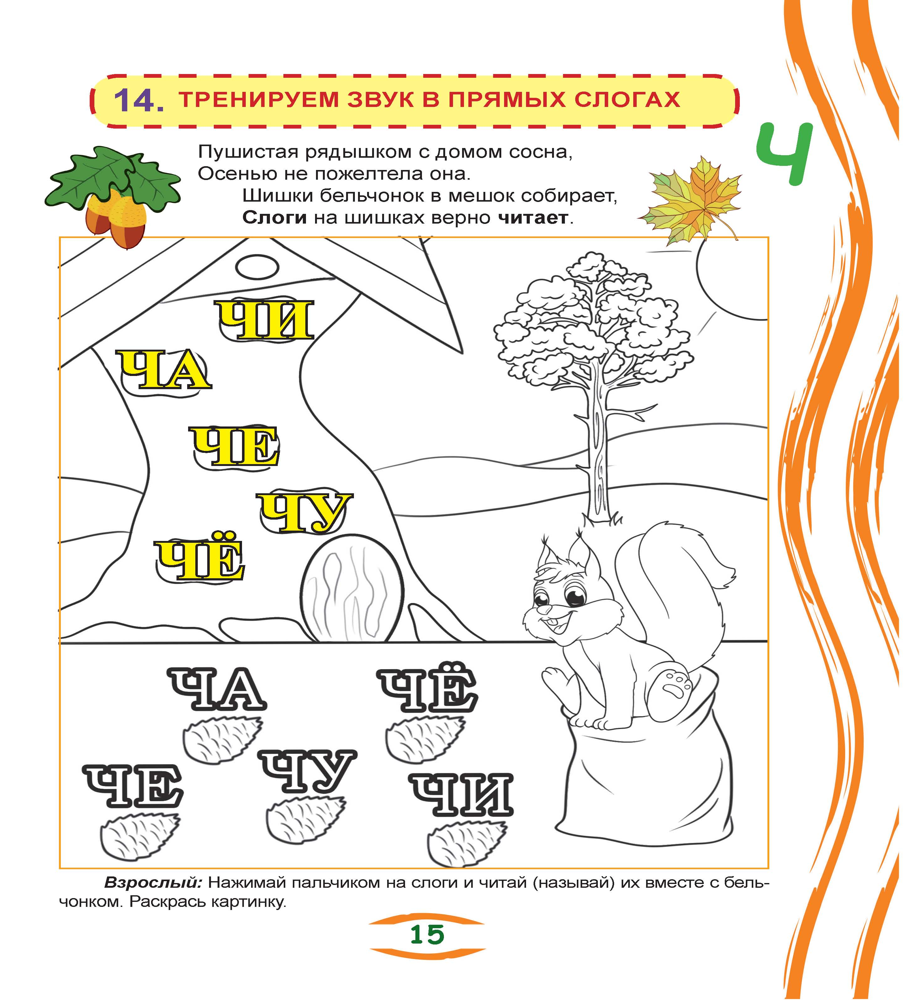 14. ТРЕНИРУЕМ ЗВУК В ПРЯМЫХ СЛОГАХ
Ч
Пушистая рядышком с домом сосна,
Осенью не пожелтела она.
Шишки бельчонок в мешок собирает,
Слоги на шишках верно читает.
ЧИ
ЧА
ЧЕ
ЧУ
ЧЁ
ЧА
ЧЁ
ЧУ
ЧЕ
ЧИ
Взрослый: Нажимай пальчиком на слоги и читай (называй) их вместе с бель-
чонком. Раскрась картинку.
15